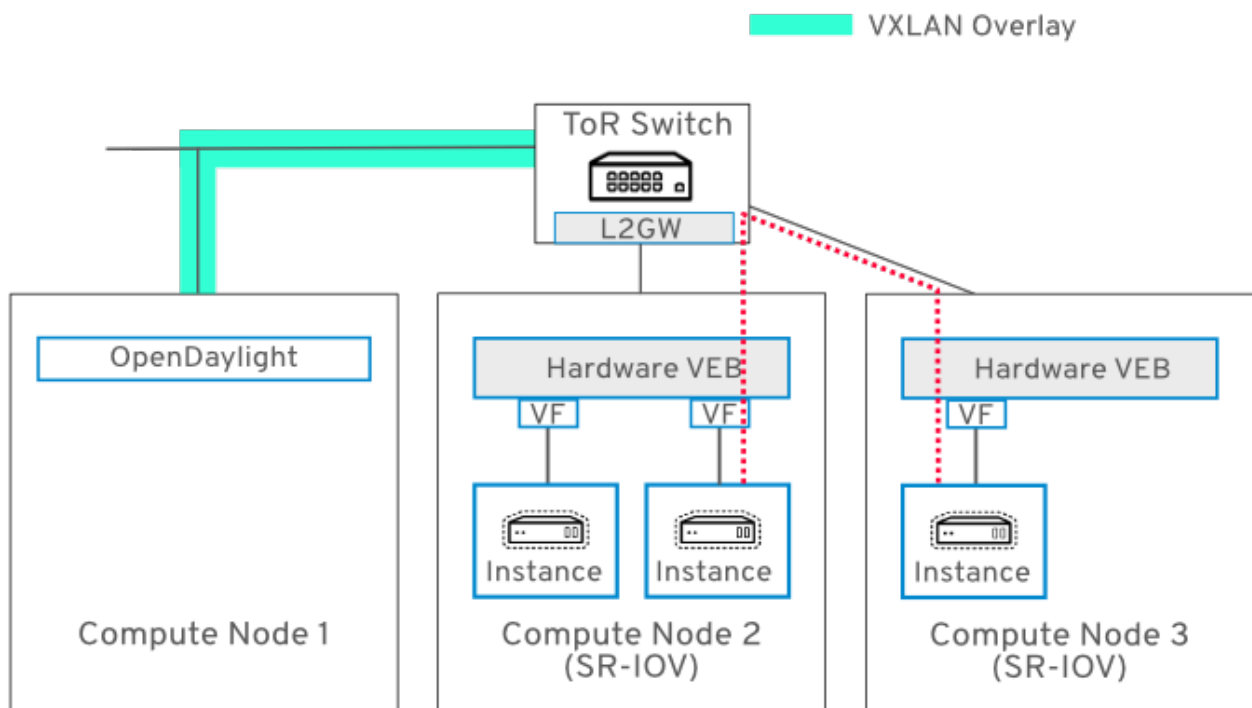 VXLAN Overlay
ToR Switch
L2GW
OpenDaylight
Compute Node 1
Hardware VEB
VF
VF
Instance
Instance
Compute Node 2
(SR-IOV)
Hardware VEB
VF
Instance
Compute Node 3
(SR-IOV)